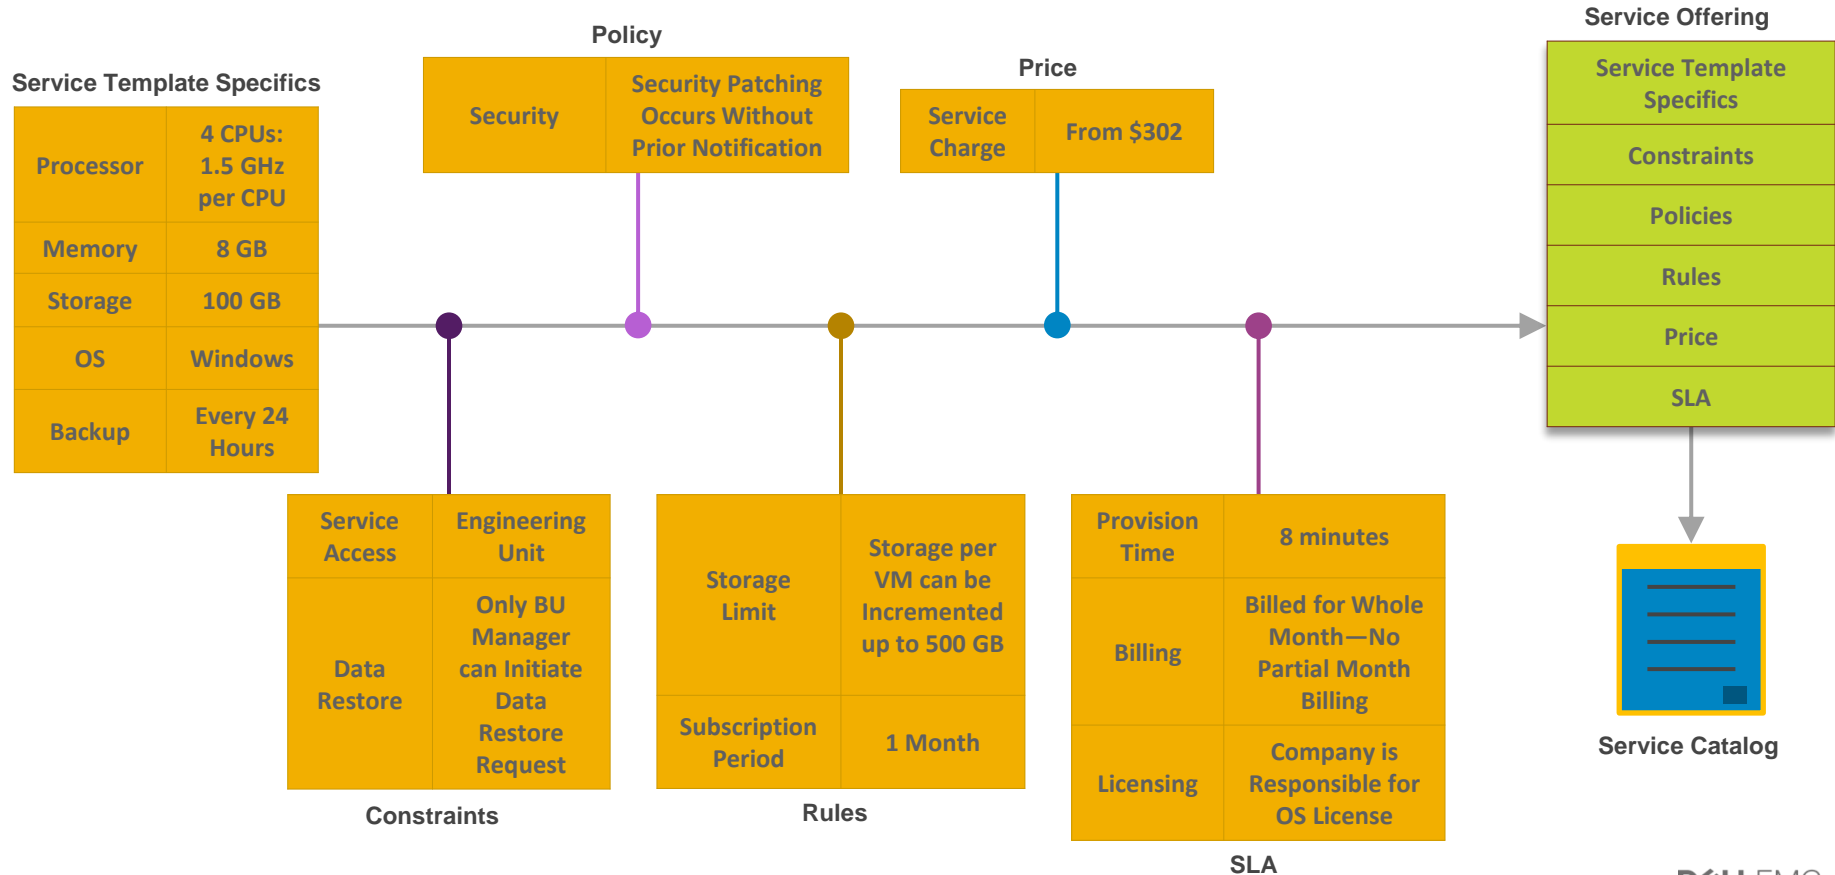 Service Offering
Policy
Price
Service Template Specifics
Processor
4 CPUs:
1.5 GHz
per CPU
Memory
8 GB
Storage
100 GB
OS
Windows
Backup
Every 24
Hours
Security
Security Patching
Occurs Without
Prior Notification
Service
Charge
From $302
Service Template
Specifics
Constraints
Policies
Rules
Price
SLA
Service
Access
Engineering
Unit
Data
Restore
Only BU
Manager
can Initiate
Data
Restore
Request
Constraints
Storage
Limit
Storage per
VM can be
Incremented
up to 500 GB
Subscription
Period
1 Month
Rules
Provision
Time
8 minutes
Billing
Billed for Whole
Month—No
Partial Month
Billing
Licensing
Company is
Responsible for
OS License
SLA
Service Catalog